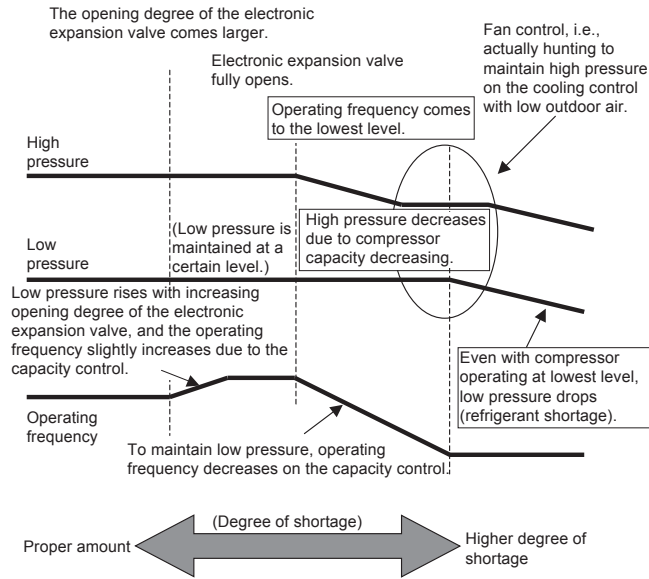 The opening degree of the electronic
expansion valve comes larger.
Electronic expansion valve
fully opens.
Fan control, i.e.,
actually hunting to
maintain high pressure
on the cooling control
with low outdoor air.
Operating frequency comes
to the lowest level.
High
pressure
(Low pressure is
maintained at a
certain level.)
High pressure decreases
due to compressor
capacity decreasing.
Low
pressure
Low pressure rises with increasing
opening degree of the electronic
expansion valve, and the operating
frequency slightly increases due to the
capacity control.
Even with compressor
operating at lowest level,
low pressure drops
(refrigerant shortage).
Operating
frequency
To maintain low pressure, operating
frequency decreases on the capacity control.
(Degree of shortage)
Proper amount
Higher degree of
shortage